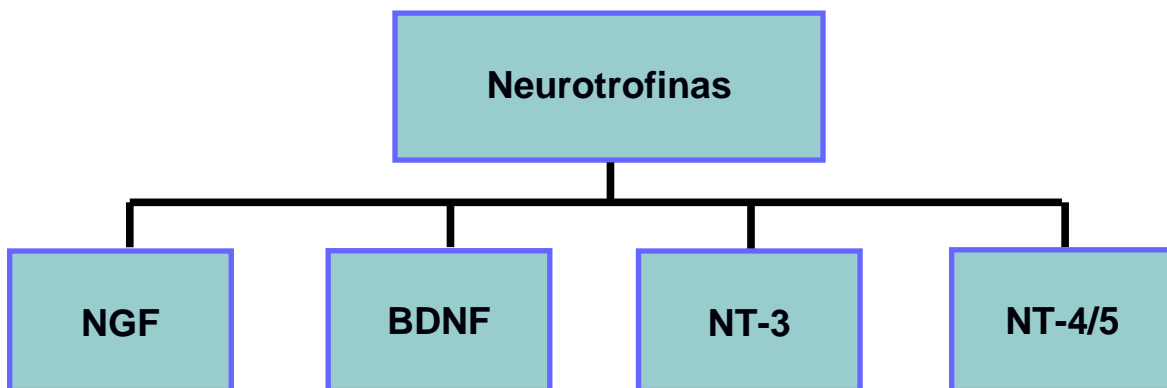 Neurotrofinas
NGF
BDNF
NT-3
NT-4/5